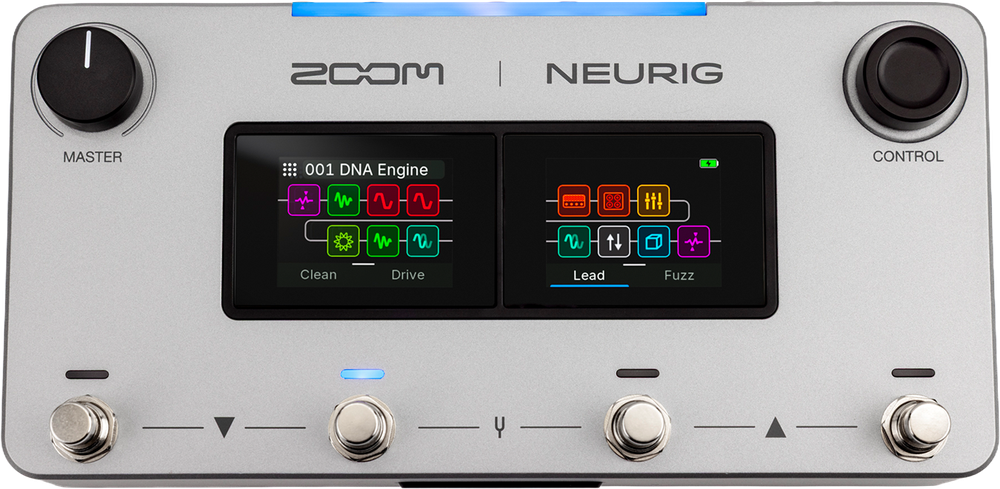 ZOOM | NEURIG
MASTER
CONTROL
001 DNA Engine
Clean Drive
Lead Fuzz